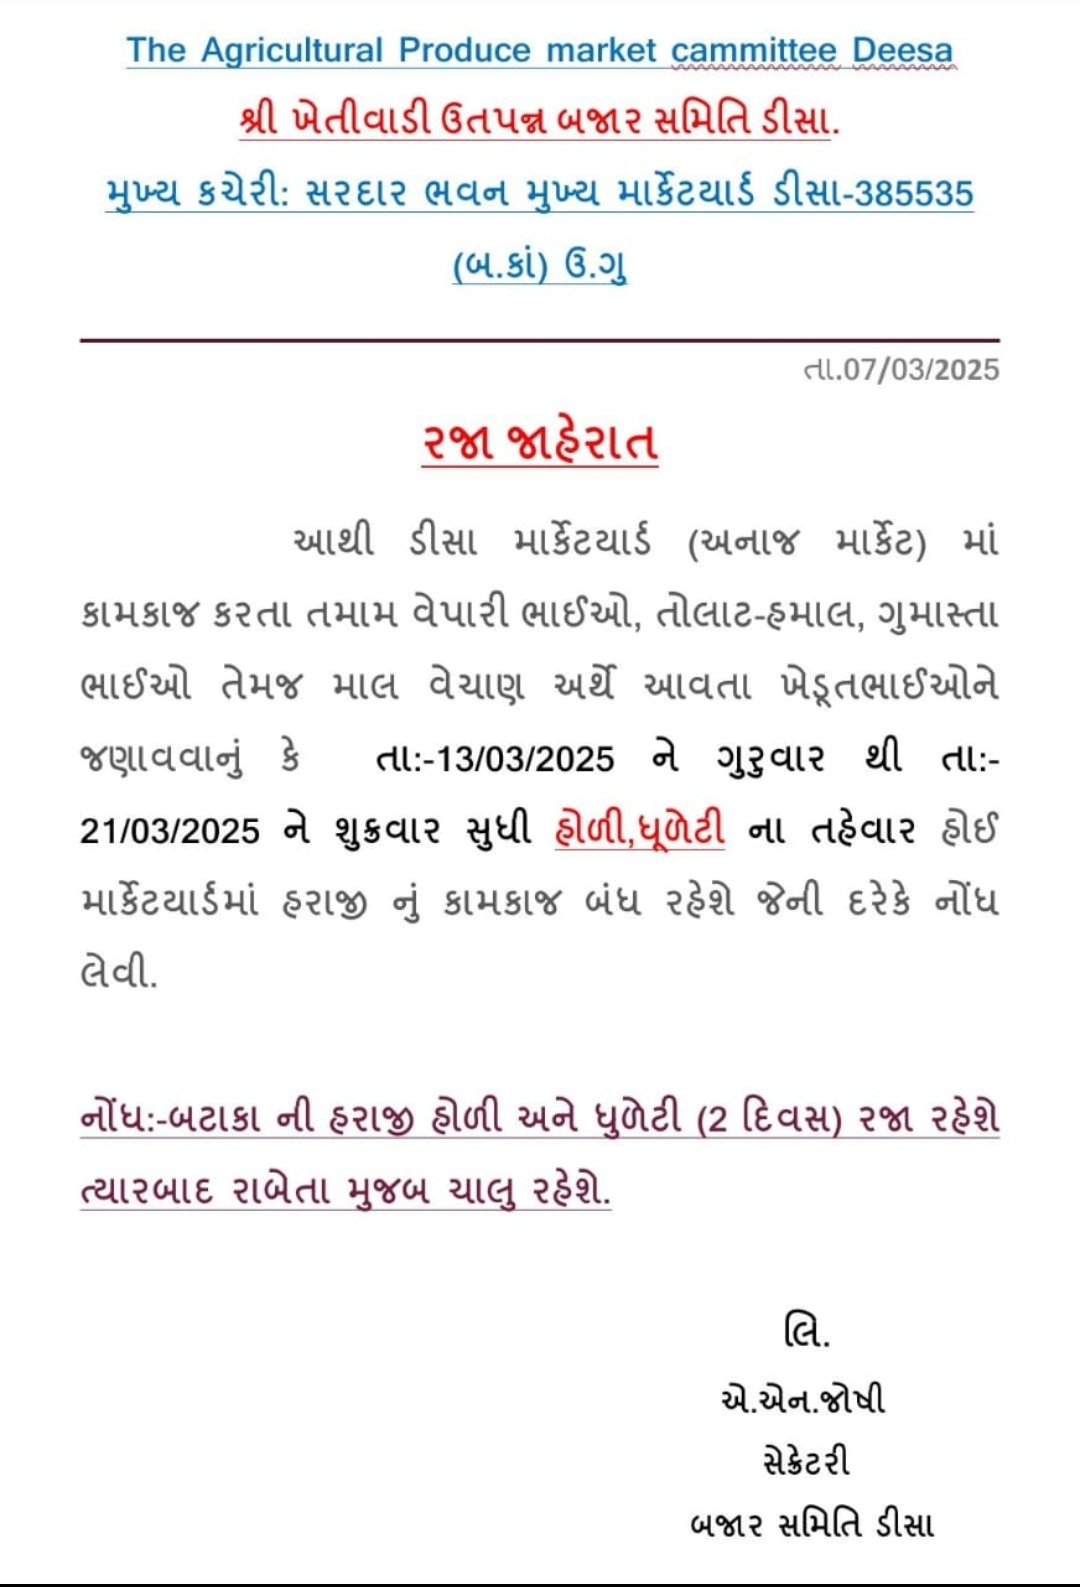 The Agricultural Produce market cammittee Deesa
શ્રી ખેતીવાડી ઉતપન્ન બજાર સમિતિ ડીસા.
મુખ્ય કચેરી: સરદાર ભવન મુખ્ય માર્કેટયાર્ડ ડીસા-385535
(બ.કાં) ઉ.ગુ
તા.07/03/2025
રજા જાહેરાત
આથી ડીસા માર્કેટયાર્ડ (અનાજ માર્કેટ) માં
કામકાજ કરતા તમામ વેપારી ભાઈઓ, તોલાટ-હમાલ, ગુમાસ્તા
ભાઈઓ તેમજ માલ વેચાણ અર્થે આવતા ખેડૂતભાઈઓને
જણાવવાનું કે તા:-13/03/2025 ને ગુરુવાર થી તા:-
21/03/2025 ને શુક્રવાર સુધી હોળી,ધૂળેટી ના તહેવાર હોઈ
માર્કેટયાર્ડમાં હરાજી નું કામકાજ બંધ રહેશે જેની દરેકે નોંધ
લેવી.
નોંધ:-બટાકા ની હરાજી હોળી અને ધુળેટી (2 દિવસ) રજા રહેશે
ત્યારબાદ રાબેતા મુજબ ચાલુ રહેશે.
લિ.
એ.એન.જોષી
સેક્રેટરી
બજાર સમિતિ ડીસા